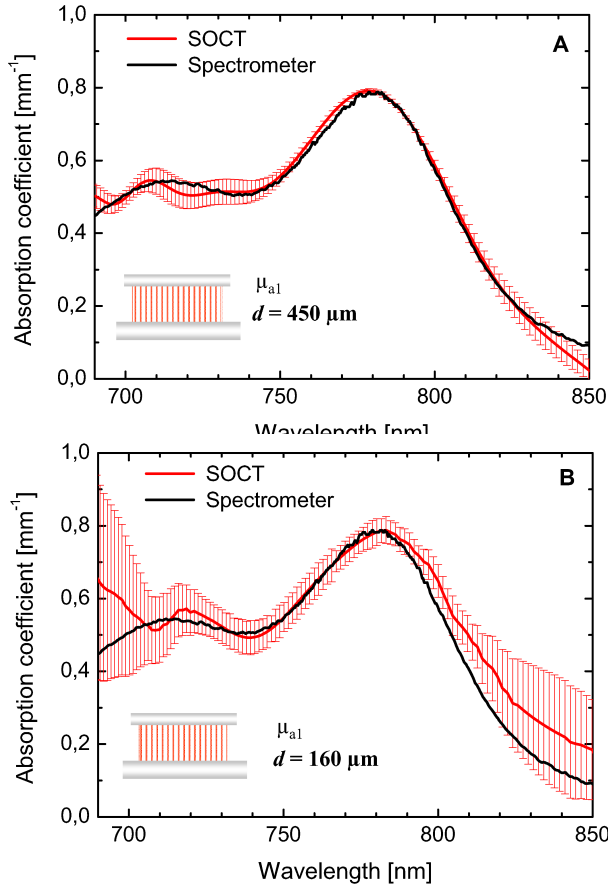 SOCT
Spectrometer
A
Absorption coefficient [mm⁻¹]
1,0
0,8
0,6
0,4
0,2
0,0
μa1
d = 450 μm
700
750
800
850
Wavelength [nm]
SOCT
Spectrometer
B
Absorption coefficient [mm⁻¹]
1,0
0,8
0,6
0,4
0,2
0,0
μa1
d = 160 μm
700
750
800
850
Wavelength [nm]